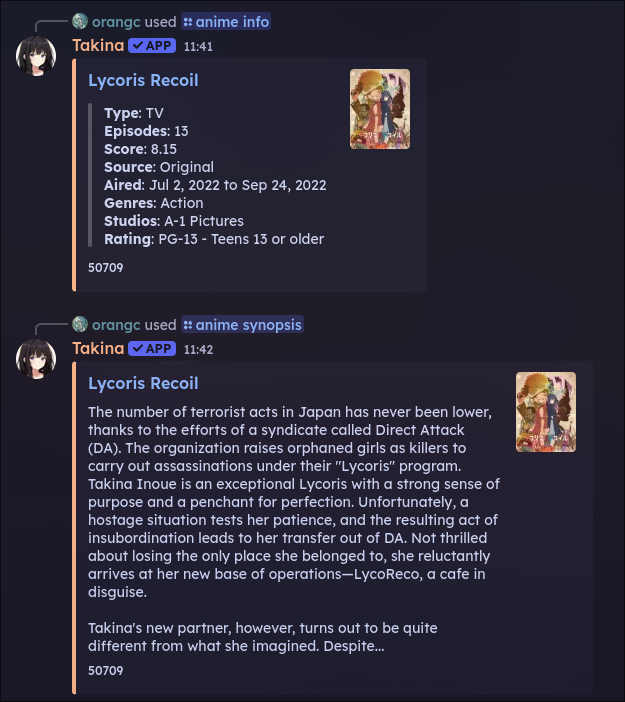 orangc used anime info
Takina ✓ APP 11:41
Lycoris Recoil
Type: TV
Episodes: 13
Score: 8.15
Source: Original
Aired: Jul 2, 2022 to Sep 24, 2022
Genres: Action
Studios: A-1 Pictures
Rating: PG-13 - Teens 13 or older
50709
orangc used anime synopsis
Takina ✓ APP 11:42
Lycoris Recoil
The number of terrorist acts in Japan has never been lower,
thanks to the efforts of a syndicate called Direct Attack
(DA). The organization raises orphaned girls as killers to
carry out assassinations under their "Lycoris" program.
Takina Inoue is an exceptional Lycoris with a strong sense of
purpose and a penchant for perfection. Unfortunately, a
hostage situation tests her patience, and the resulting act of
insubordination leads to her transfer out of DA. Not thrilled
about losing the only place she belonged to, she reluctantly
arrives at her new base of operations—LycoReco, a cafe in
disguise.
Takina's new partner, however, turns out to be quite
different from what she imagined. Despite...
50709